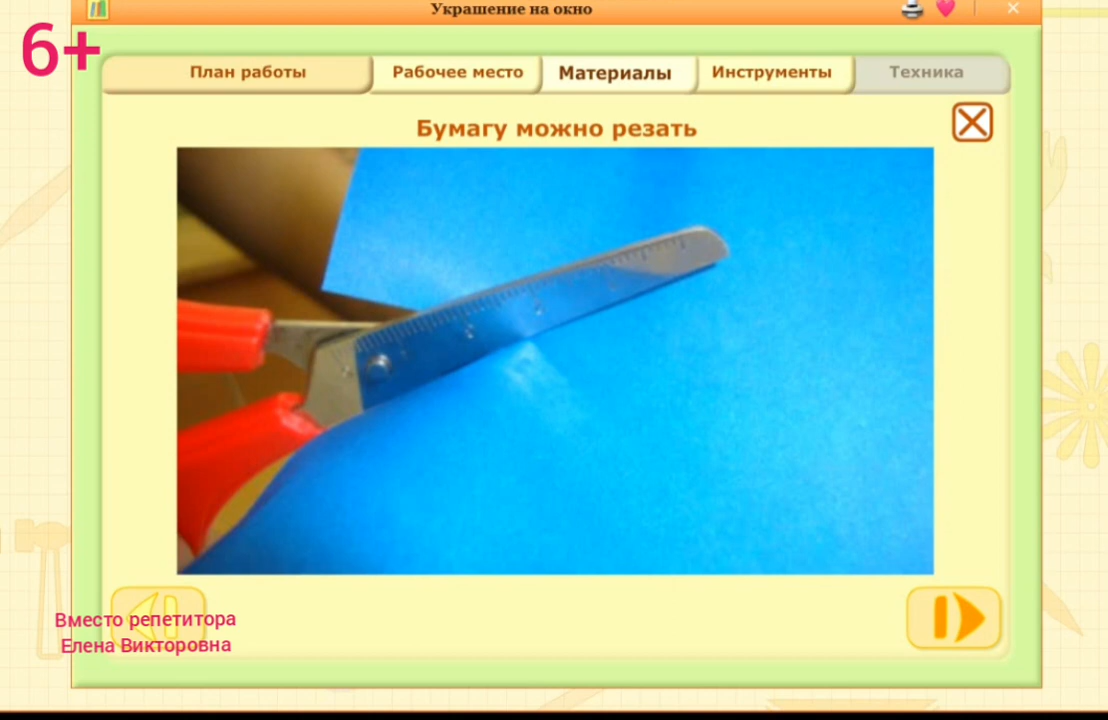 Украшение на окно
6+
План работы
Рабочее место
Материалы
Инструменты
Техника
Бумагу можно резать
Вместо репетитора
Елена Викторовна